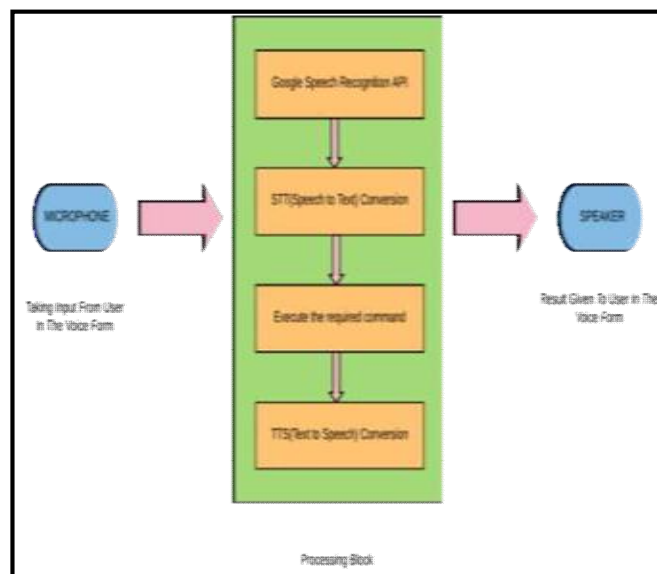 Google Speech Recognition API
STT(Speech to Text) Conversion
MICROPHONE
SPEAKER
Taking Input From User
In The Voice Form
Result Given To User In The
Voice Form
Execute the required command
TTS(Text to Speech) Conversion
Processing Block